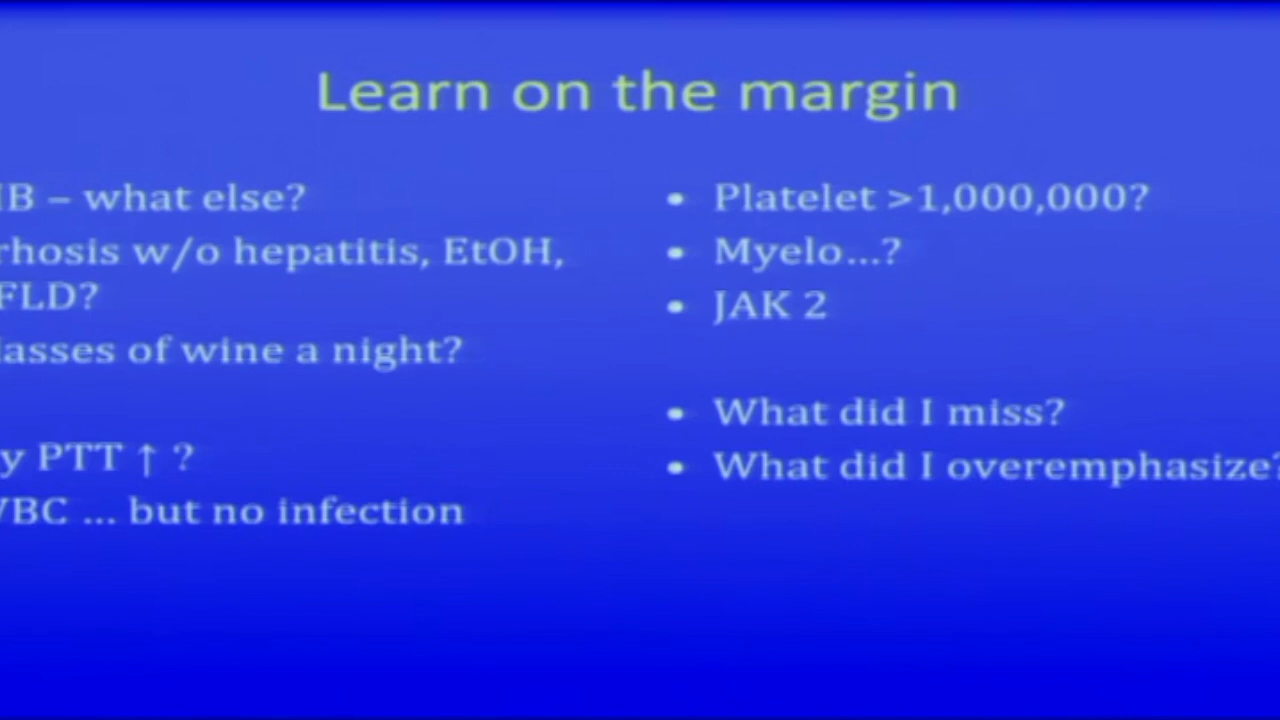 Learn on the margin
IB – what else?
rhosis w/o hepatitis, EtOH,
FLD?
lasses of wine a night?
y PTT ↑ ?
WBC ... but no infection
• Platelet >1,000,000?
• Myelo...?
• JAK 2
• What did I miss?
• What did I overemphasize?